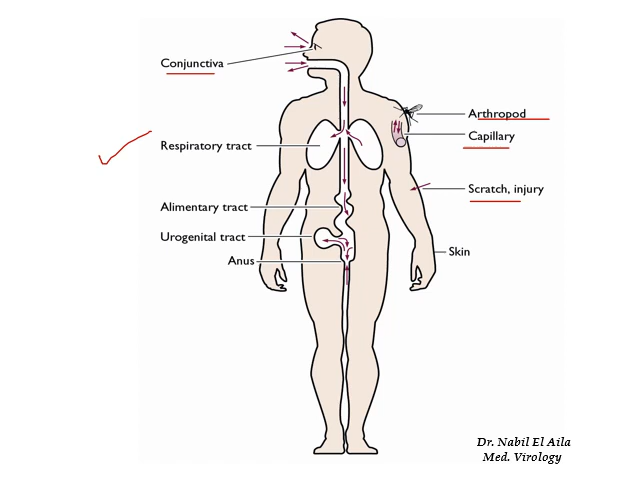 Conjunctiva
Arthropod
Capillary
Respiratory tract
Scratch, injury
Alimentary tract
Urogenital tract
Skin
Anus
Dr. Nabil El Aila
Med. Virology